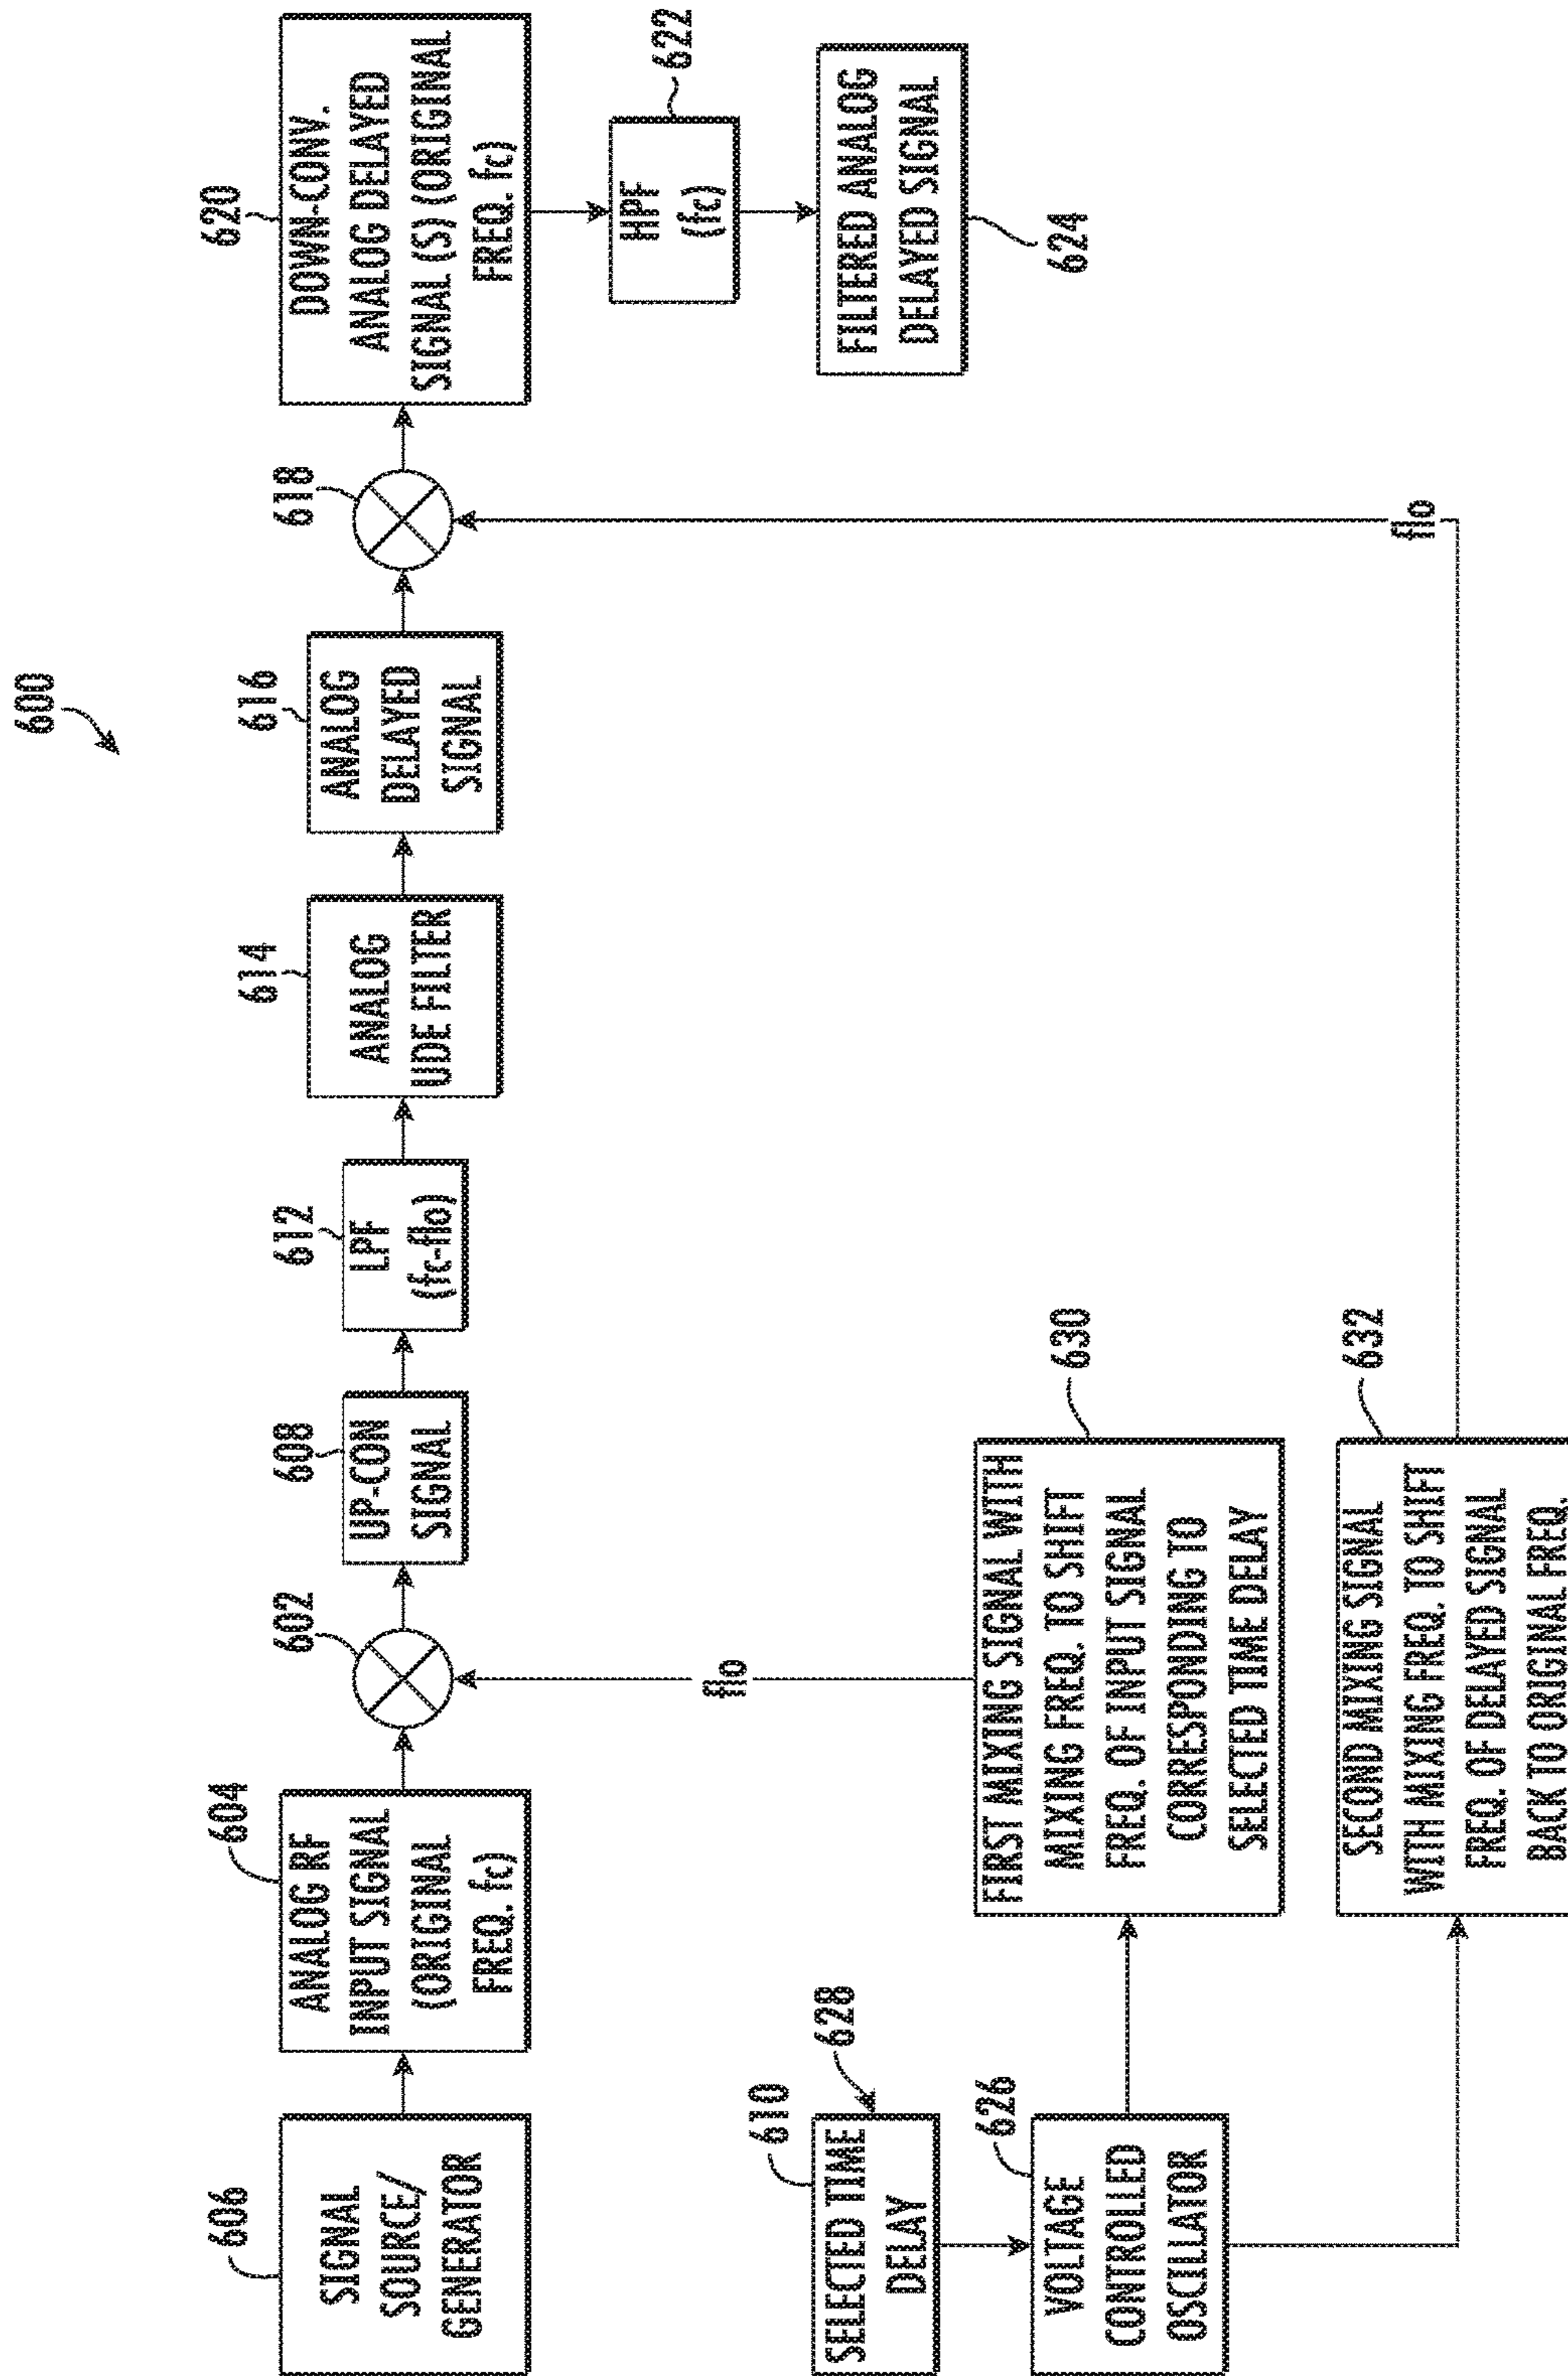 600
606
SIGNAL
SOURCE/
GENERATOR
604
ANALOG RF
INPUT SIGNAL
(ORIGINAL
FREQ. fc)
602
608
UP-CON
SIGNAL
612
LPF
(fc-flo)
614
ANALOG
UDE FILTER
616
ANALOG
DELAYED
SIGNAL
618
620
DOWN-CONV.
ANALOG DELAYED
SIGNAL (S) (ORIGINAL
FREQ. fc)
622
HPF
(fc)
FILTERED ANALOG
DELAYED SIGNAL
624
flo
flo
610
628
SELECTED TIME
DELAY
626
VOLTAGE
CONTROLLED
OSCILLATOR
630
FIRST MIXING SIGNAL WITH
MIXING FREQ. TO SHIFT
FREQ. OF INPUT SIGNAL
CORRESPONDING TO
SELECTED TIME DELAY
632
SECOND MIXING SIGNAL
WITH MIXING FREQ. TO SHIFT
FREQ. OF DELAYED SIGNAL
BACK TO ORIGINAL FREQ.